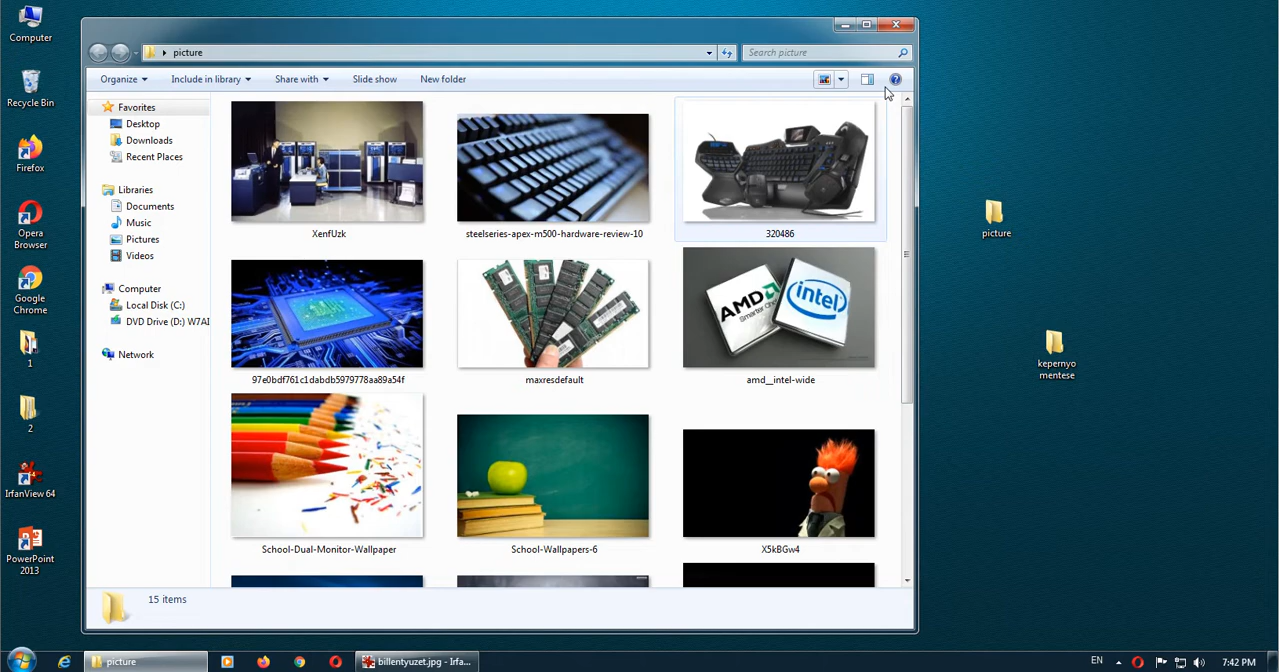 Computer
Recycle Bin
Firefox
Opera
Browser
Google
Chrome
1
2
IrfanView 64
PowerPoint
2013
picture
Search picture
Organize
Include in library
Share with
Slide show
New folder
Favorites
Desktop
Downloads
Recent Places
Libraries
Documents
Music
Pictures
Videos
Computer
Local Disk (C:)
DVD Drive (D:) W7AI
Network
XenfUzk
steelseries-apex-m500-hardware-review-10
320486
AMD
intel
97e0bdf761c1dabdb5979778aa89a54f
maxresdefault
amd__intel-wide
School-Dual-Monitor-Wallpaper
School-Wallpapers-6
X5kBGw4
15 items
picture
kepernyo
mentese
picture
billentyuzet.jpg - Irfa...
EN
7:42 PM